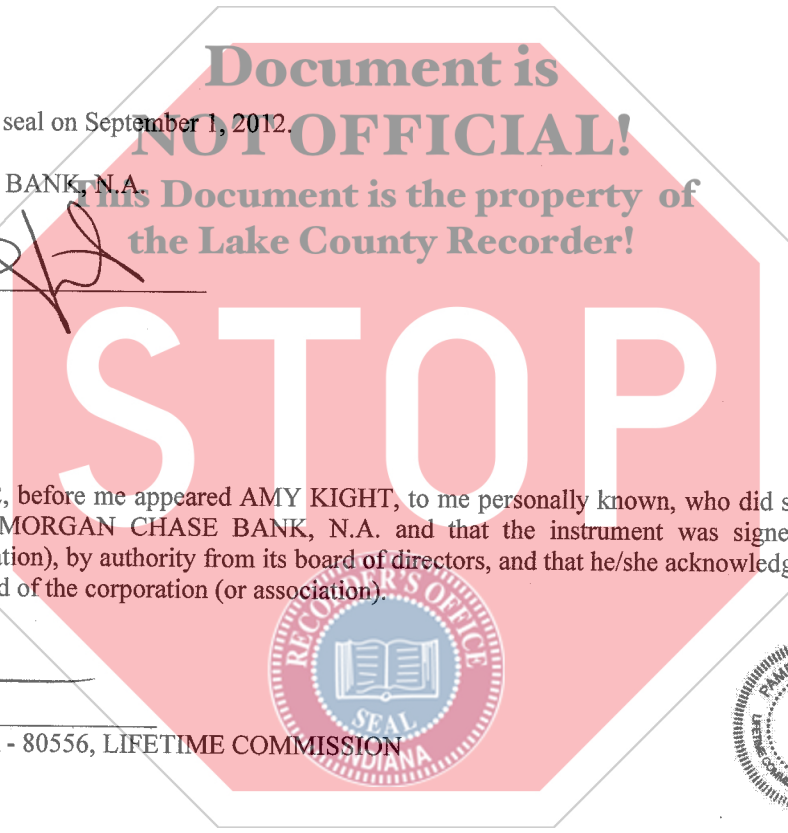 Document is
seal on September 1, 2012.
NOT OFFICIAL!
BANK, N.A.
This Document is the property of
the Lake County Recorder!
STOP
, before me appeared AMY KIGHT, to me personally known, who did s
MORGAN CHASE BANK, N.A. and that the instrument was signe
ation), by authority from its board of directors, and that he/she acknowledg
d of the corporation (or association).
RECORDER'S OFFICE
SEAL
INDIANA
- 80556, LIFETIME COMMISSION
PAM
LIFETIME COMM